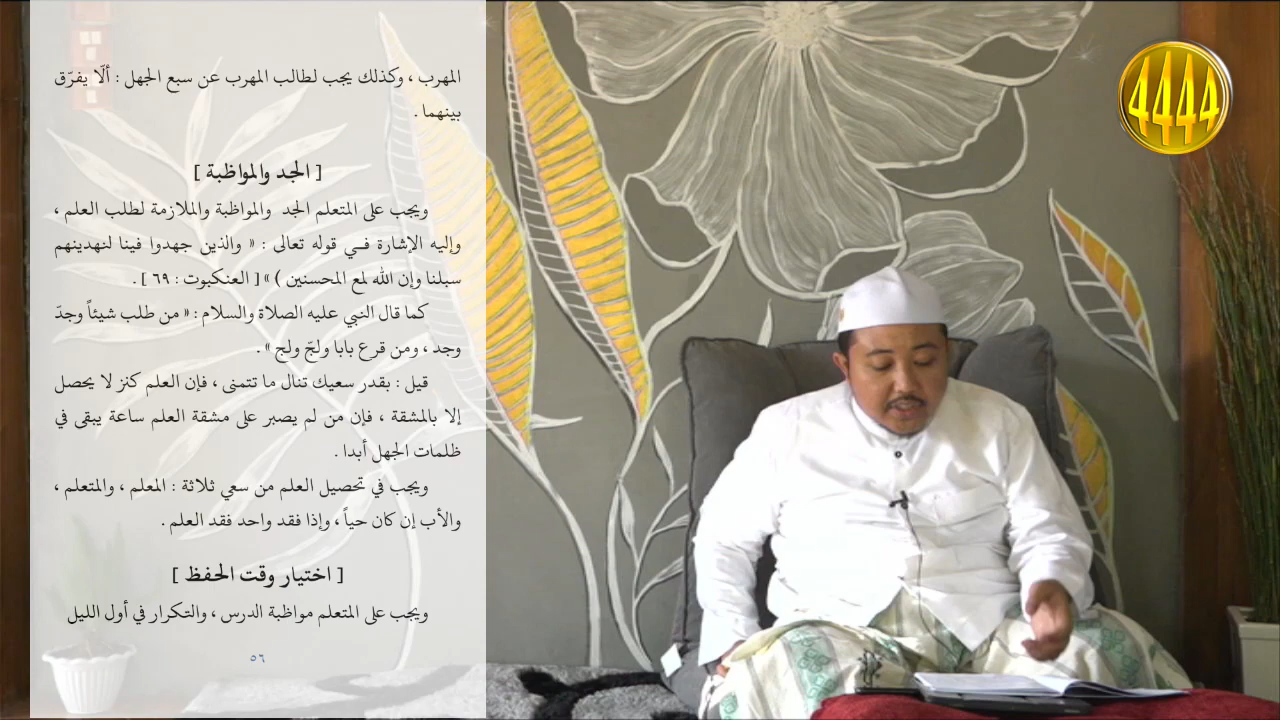 المهرب ، وكذلك يجب لطالب المهرب عن سبع الجهل : ألّا يفرّق
بينهما .
[ الجد والمواظبة ]
ويجب على المتعلم الجد والمواظبة والملازمة لطلب العلم ،
وإليه الإشارة في قوله تعالى : « والذين جهدوا فينا لنهدينهم
سبلنا وإن الله لمع المحسنين ) » [ العنكبوت : ٦٩ ] .
كما قال النبي عليه الصلاة والسلام : « من طلب شيئاً وجدّ
وجد ، ومن قرع بابا ولجّ ولج » .
قيل : بقدر سعيك تنال ما تتمنى ، فإن العلم كنز لا يحصل
إلا بالمشقة ، فإن من لم يصبر على مشقة العلم ساعة يبقى في
ظلمات الجهل أبدا .
ويجب في تحصيل العلم من سعي ثلاثة : المعلم ، والمتعلم ،
والأب إن كان حياً ، وإذا فقد واحد فقد العلم .
[ اختيار وقت الحفظ ]
ويجب على المتعلم مواظبة الدرس ، والتكرار في أول الليل
٥٦
4444